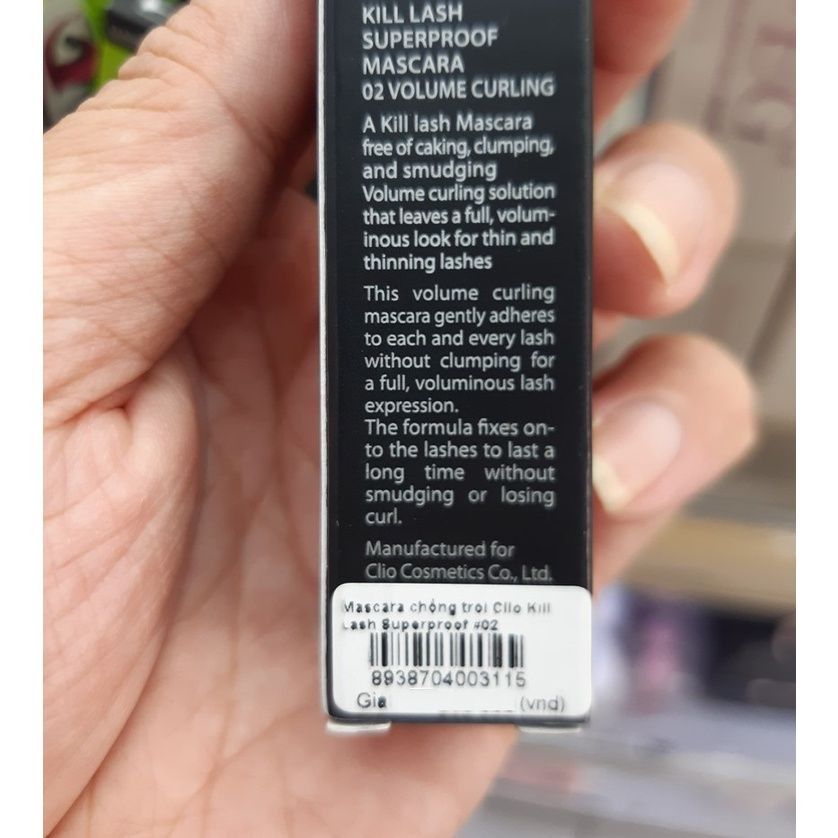 KILL LASH
SUPERPROOF
MASCARA
02 VOLUME CURLING
A Kill lash Mascara
free of caking, clumping,
and smudging
Volume curling solution
that leaves a full, volum-
inous look for thin and
thinning lashes
This volume curling
mascara gently adheres
to each and every lash
without clumping for
a full, voluminous lash
expression.
The formula fixes on-
to the lashes to last a
long time without
smudging or losing
curl.
Manufactured for
Clio Cosmetics Co., Ltd.
Mascara chống trôi Clio Kill
Lash Superproof #02
8938704003115
Gia (vnd)